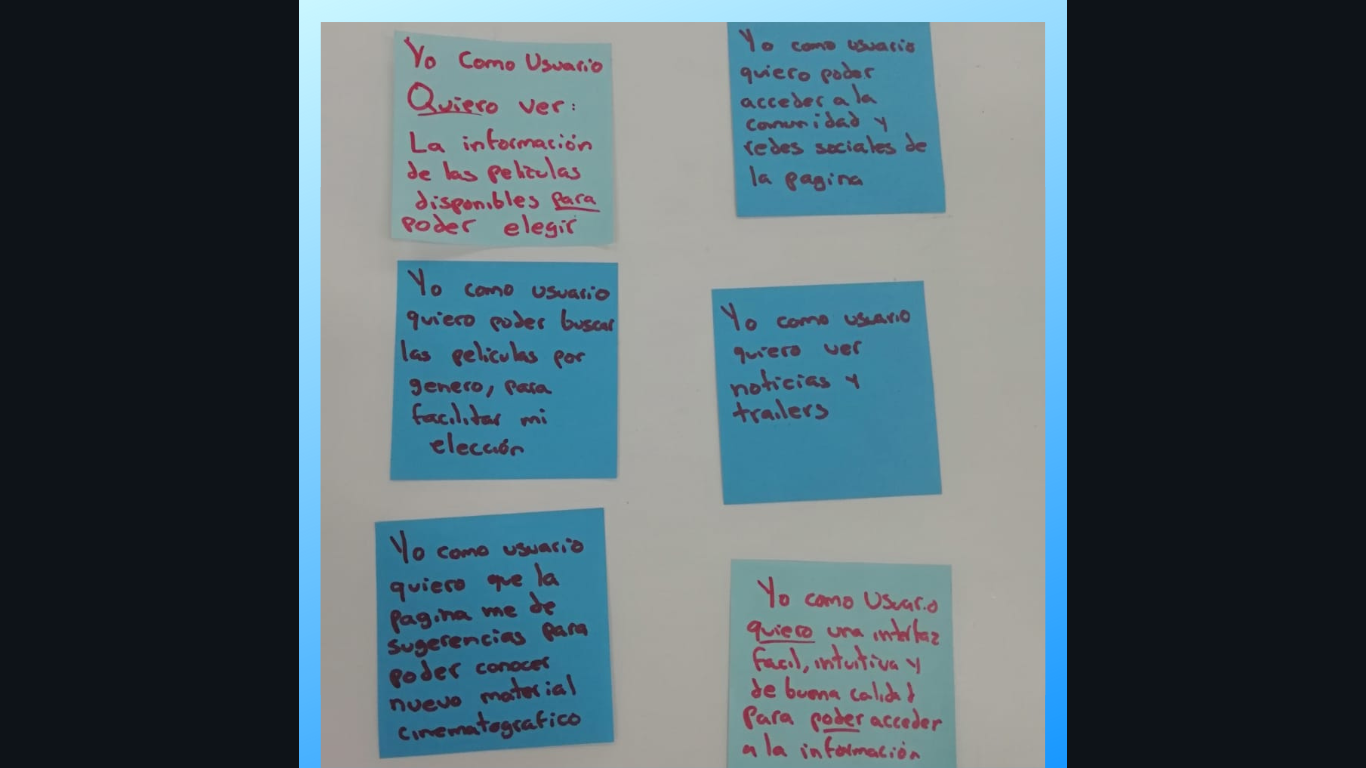 Yo Como Usuario
Quiero ver:
La información
de las peliculas
disponibles para
poder elegir
Yo como usuario
quiero poder buscar
las peliculas por
genero, para
facilitar mi
elección
Yo como usuario
quiero que la
pagina me de
sugerencias para
poder conocer
nuevo material
cinematografico
Yo como usuario
quiero poder
acceder a la
comunidad y
redes sociales de
la pagina
Yo como usuario
quiero ver
noticias y
trailers
Yo como Usuario
quiero una interfaz
facil, intuitiva y
de buena calidad
para poder acceder
a la información